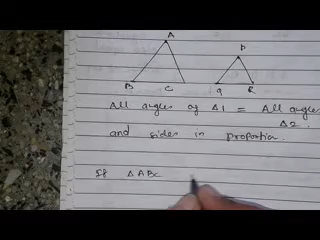 A
P
B C
Q R
All angles of Δ1 = All angles
Δ2.
and sides in proportion.
If ΔABC